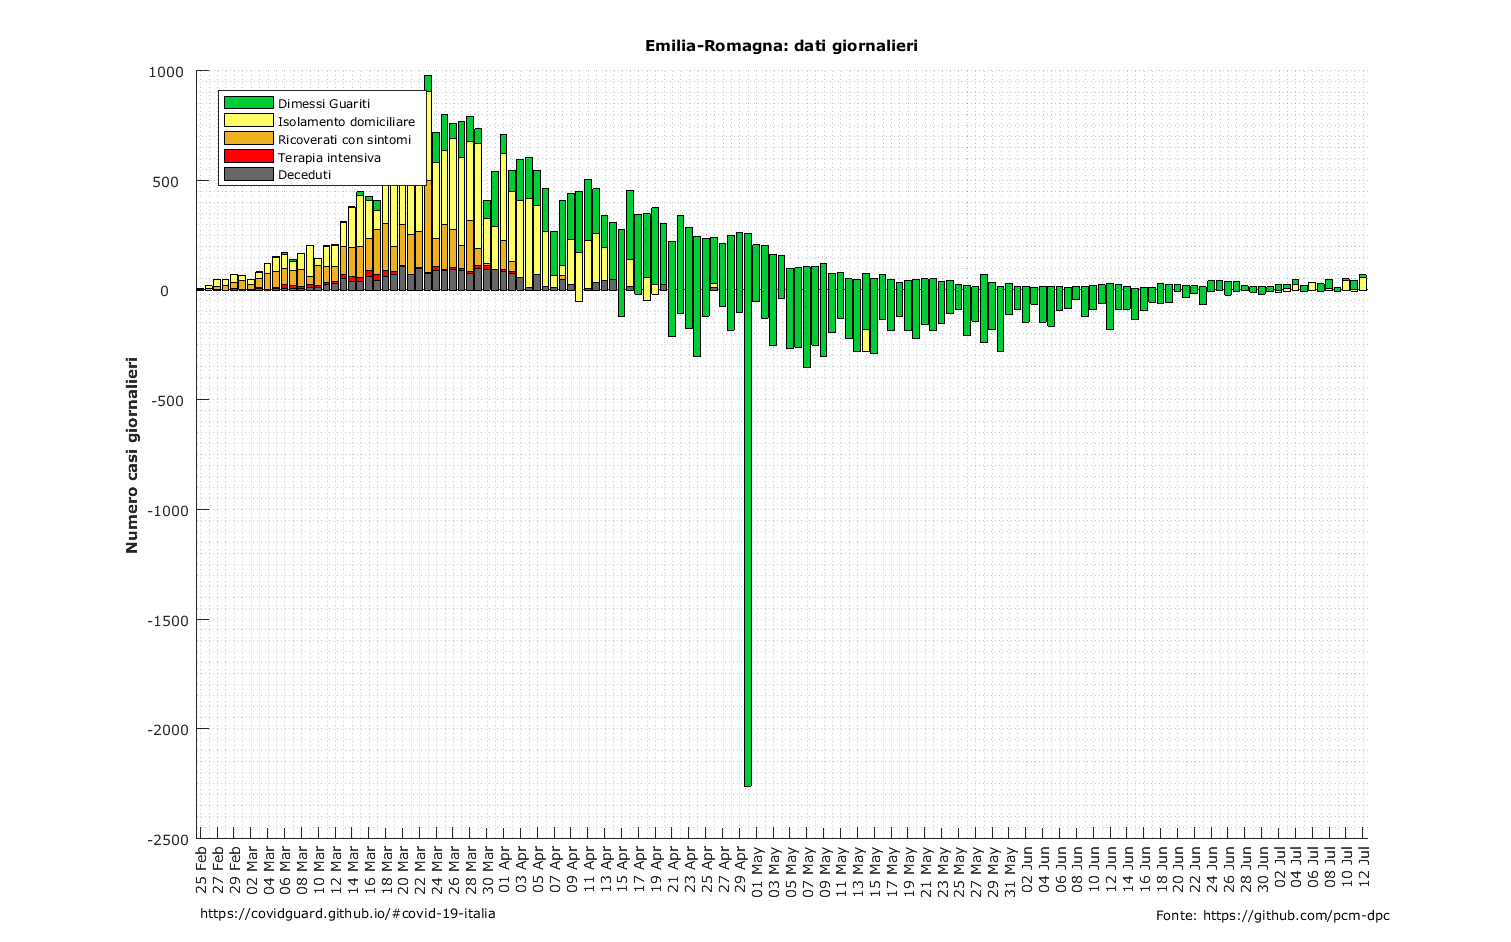 Emilia-Romagna: dati giornalieri
1000
500
0
-500
-1000
-1500
-2000
-2500
Numero casi giornalieri
Dimessi Guariti
Isolamento domiciliare
Ricoverati con sintomi
Terapia intensiva
Deceduti
25 Feb
27 Feb
29 Feb
02 Mar
04 Mar
06 Mar
08 Mar
10 Mar
12 Mar
14 Mar
16 Mar
18 Mar
20 Mar
22 Mar
24 Mar
26 Mar
28 Mar
30 Mar
01 Apr
03 Apr
05 Apr
07 Apr
09 Apr
11 Apr
13 Apr
15 Apr
17 Apr
19 Apr
21 Apr
23 Apr
25 Apr
27 Apr
29 Apr
01 May
03 May
05 May
07 May
09 May
11 May
13 May
15 May
17 May
19 May
21 May
23 May
25 May
27 May
29 May
31 May
02 Jun
04 Jun
06 Jun
08 Jun
10 Jun
12 Jun
14 Jun
16 Jun
18 Jun
20 Jun
22 Jun
24 Jun
26 Jun
28 Jun
30 Jun
02 Jul
04 Jul
06 Jul
08 Jul
10 Jul
12 Jul
https://covidguard.github.io/#covid-19-italia
Fonte: https://github.com/pcm-dpc